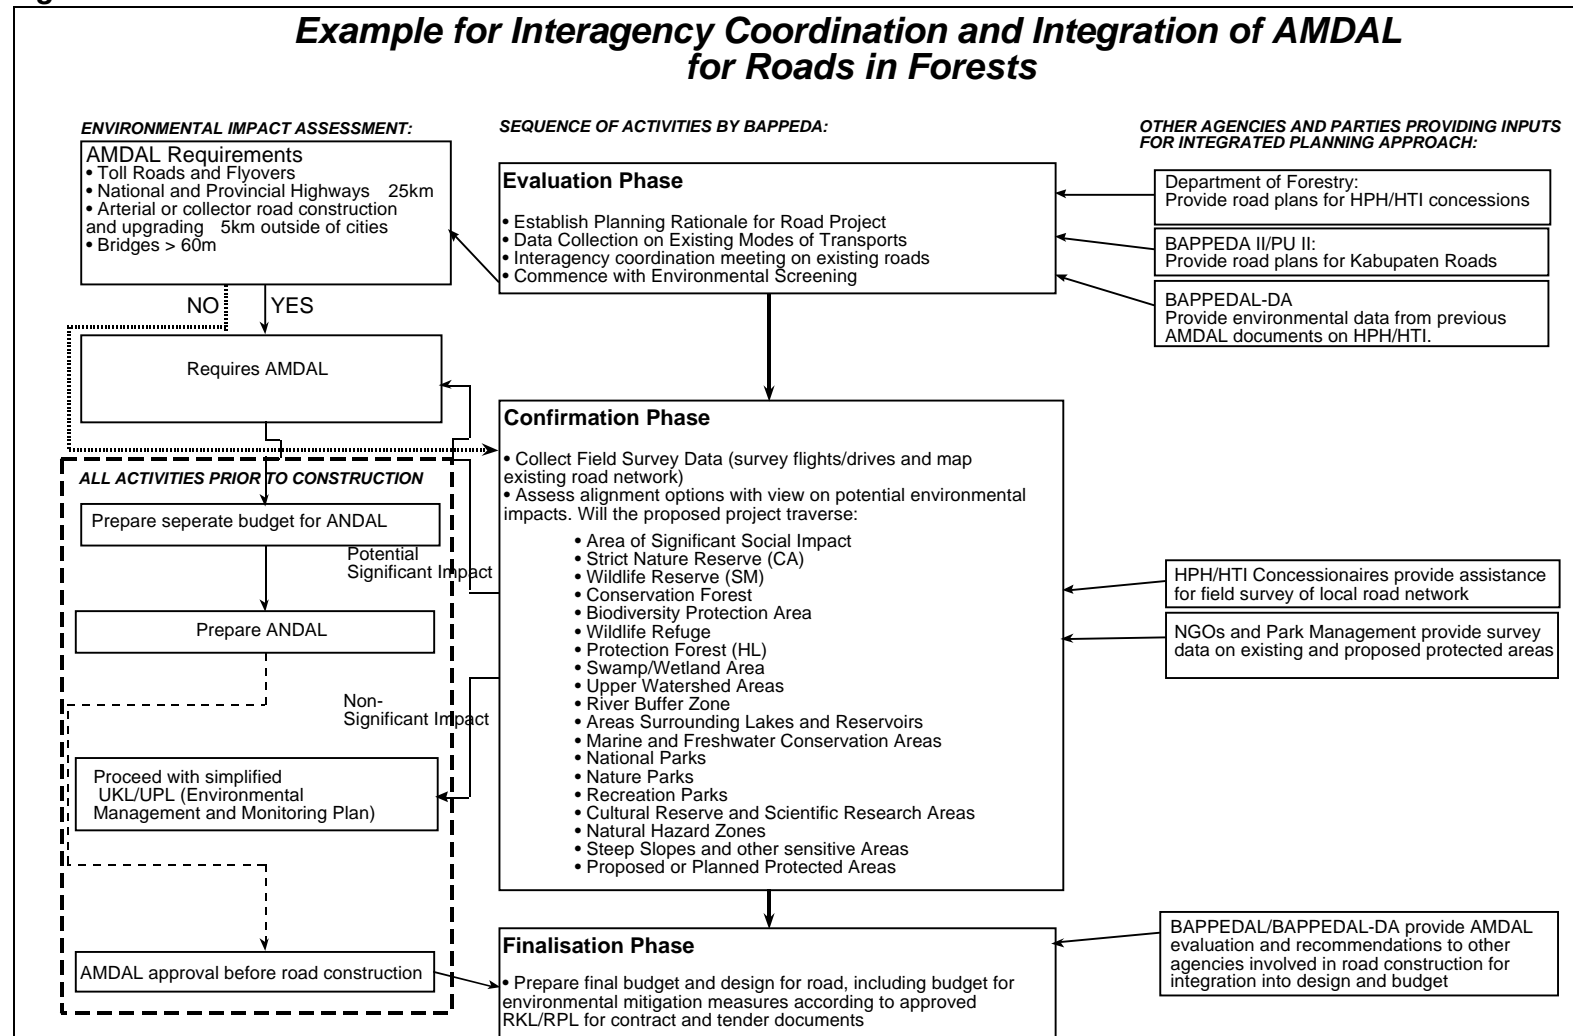 Example for Interagency Coordination and Integration of AMDAL
for Roads in Forests
ENVIRONMENTAL IMPACT ASSESSMENT:
AMDAL Requirements
• Toll Roads and Flyovers
• National and Provincial Highways 25km
• Arterial or collector road construction
and upgrading 5km outside of cities
• Bridges > 60m
NO
YES
Requires AMDAL
ALL ACTIVITIES PRIOR TO CONSTRUCTION
Prepare seperate budget for ANDAL
Potential
Significant Impact
Prepare ANDAL
Non-
Significant Impact
Proceed with simplified
UKL/UPL (Environmental
Management and Monitoring Plan)
AMDAL approval before road construction
SEQUENCE OF ACTIVITIES BY BAPPEDA:
Evaluation Phase
• Establish Planning Rationale for Road Project
• Data Collection on Existing Modes of Transports
• Interagency coordination meeting on existing roads
• Commence with Environmental Screening
Confirmation Phase
• Collect Field Survey Data (survey flights/drives and map
existing road network)
• Assess alignment options with view on potential environmental
impacts. Will the proposed project traverse:
• Area of Significant Social Impact
• Strict Nature Reserve (CA)
• Wildlife Reserve (SM)
• Conservation Forest
• Biodiversity Protection Area
• Wildlife Refuge
• Protection Forest (HL)
• Swamp/Wetland Area
• Upper Watershed Areas
• River Buffer Zone
• Areas Surrounding Lakes and Reservoirs
• Marine and Freshwater Conservation Areas
• National Parks
• Nature Parks
• Recreation Parks
• Cultural Reserve and Scientific Research Areas
• Natural Hazard Zones
• Steep Slopes and other sensitive Areas
• Proposed or Planned Protected Areas
Finalisation Phase
• Prepare final budget and design for road, including budget for
environmental mitigation measures according to approved
RKL/RPL for contract and tender documents
OTHER AGENCIES AND PARTIES PROVIDING INPUTS
FOR INTEGRATED PLANNING APPROACH:
Department of Forestry:
Provide road plans for HPH/HTI concessions
BAPPEDA II/PU II:
Provide road plans for Kabupaten Roads
BAPPEDAL-DA
Provide environmental data from previous
AMDAL documents on HPH/HTI.
HPH/HTI Concessionaires provide assistance
for field survey of local road network
NGOs and Park Management provide survey
data on existing and proposed protected areas
BAPPEDAL/BAPPEDAL-DA provide AMDAL
evaluation and recommendations to other
agencies involved in road construction for
integration into design and budget